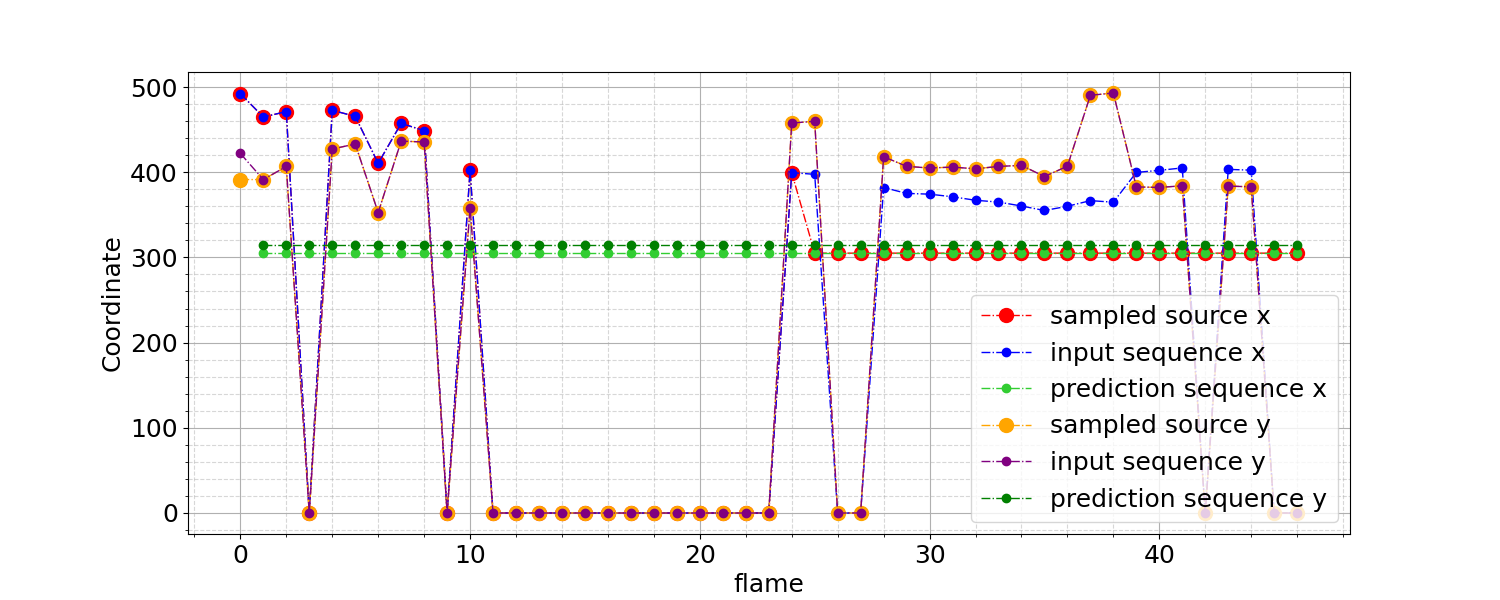 500
400
300
200
100
0
Coordinate
sampled source x
input sequence x
prediction sequence x
sampled source y
input sequence y
prediction sequence y
0 10 20 30 40
flame